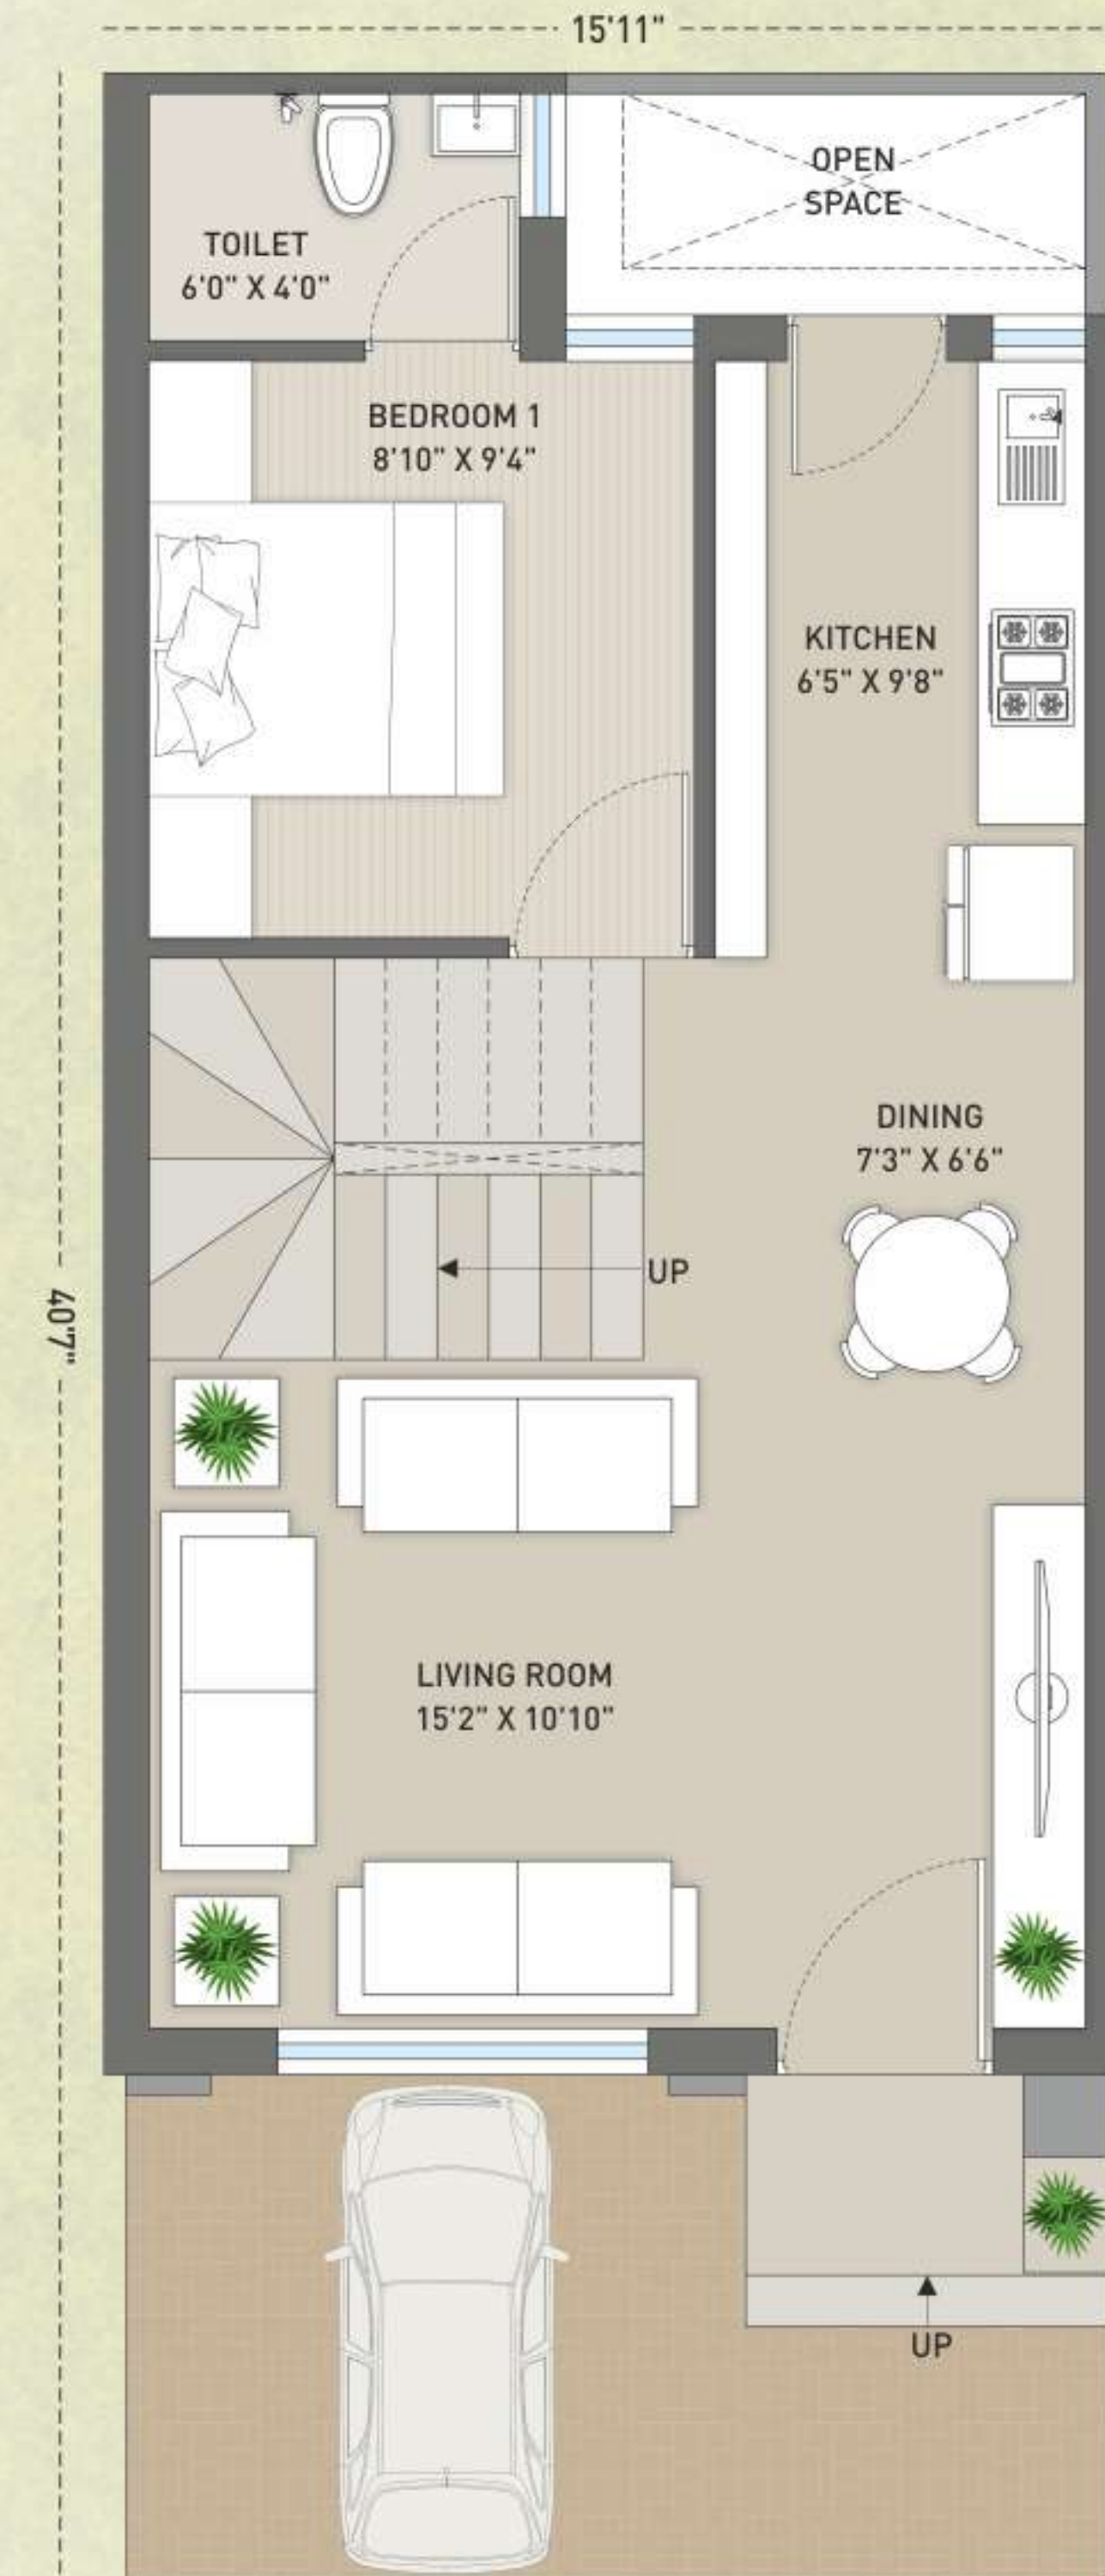 15'11"
OPEN
SPACE
TOILET
6'0" X 4'0"
BEDROOM 1
8'10" X 9'4"
KITCHEN
6'5" X 9'8"
DINING
7'3" X 6'6"
UP
40'7"
LIVING ROOM
15'2" X 10'10"
UP